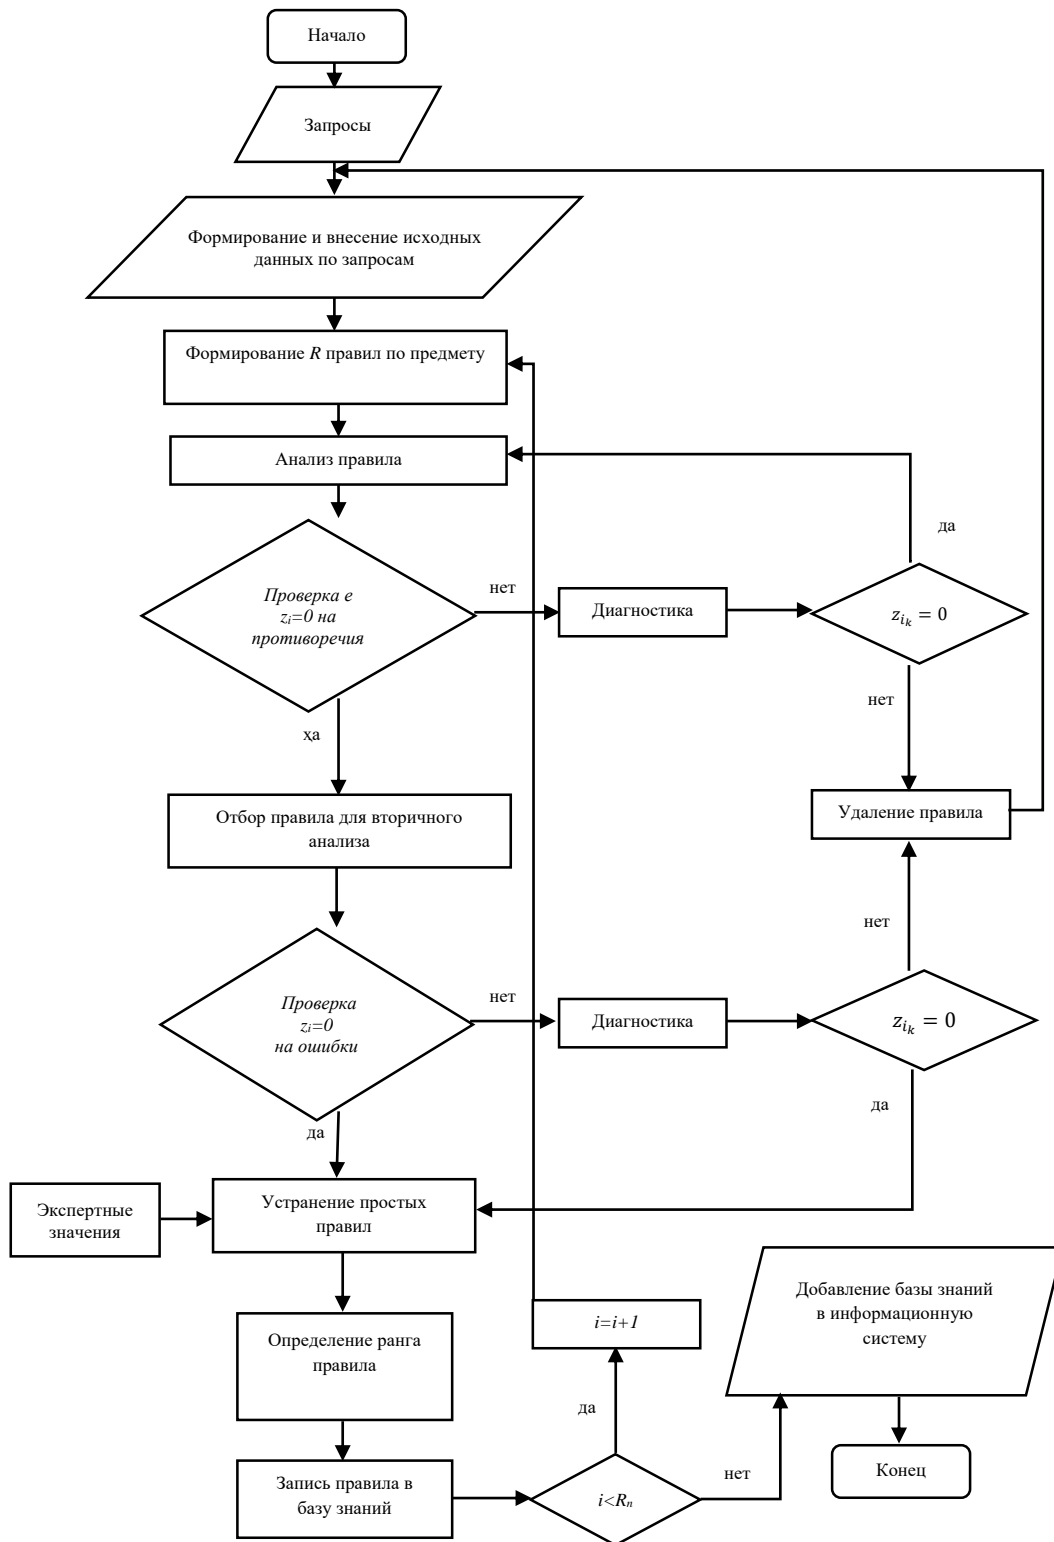 Начало
Запросы
Формирование и внесение исходных
данных по запросам
Формирование R правил по предмету
Анализ правила
да
Проверка е
zi=0 на
противоречия
нет
Диагностика
z_{i_k} = 0
нет
ҳа
Отбор правила для вторичного
анализа
Удаление правила
нет
Проверка
zi=0
на ошибки
нет
Диагностика
z_{i_k} = 0
да
да
Экспертные
значения
Устранение простых
правил
Определение ранга
правила
i=i+1
Добавление базы знаний
в информационную
систему
да
Запись правила в
базу знаний
i<Rn
нет
Конец